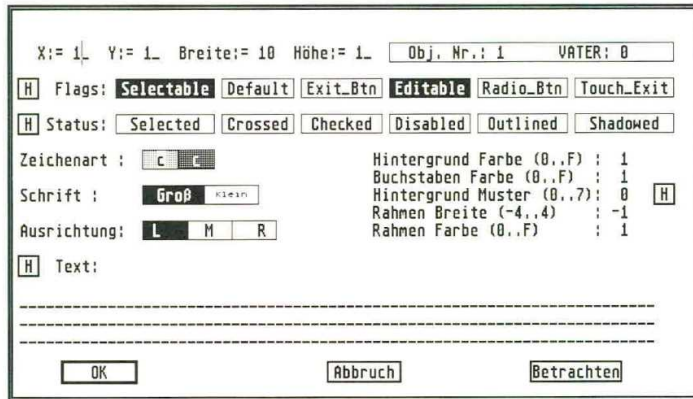 X:= 1_ Y:= 1_ Breite:= 10 Höhe:= 1_ Obj. Nr.: 1 VATER: 0
H Flags: Selectable Default Exit_Btn Editable Radio_Btn Touch_Exit
H Status: Selected Crossed Checked Disabled Outlined Shadowed
Zeichenart : C C
Hintergrund Farbe (0..F) : 1
Buchstaben Farbe (0..F) : 1
Schrift : Groß Klein
Hintergrund Muster (0..7): 0 H
Rahmen Breite (-4..4) : -1
Ausrichtung: L M R
Rahmen Farbe (0..F) : 1
H Text:
OK Abbruch Betrachten